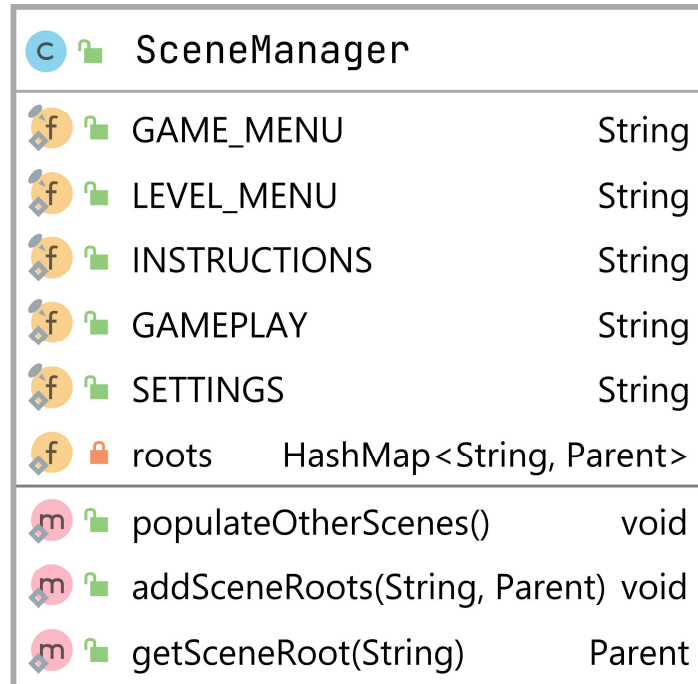 C SceneManager
f GAME_MENU String
f LEVEL_MENU String
f INSTRUCTIONS String
f GAMEPLAY String
f SETTINGS String
f roots HashMap<String, Parent>
m populateOtherScenes() void
m addSceneRoots(String, Parent) void
m getSceneRoot(String) Parent